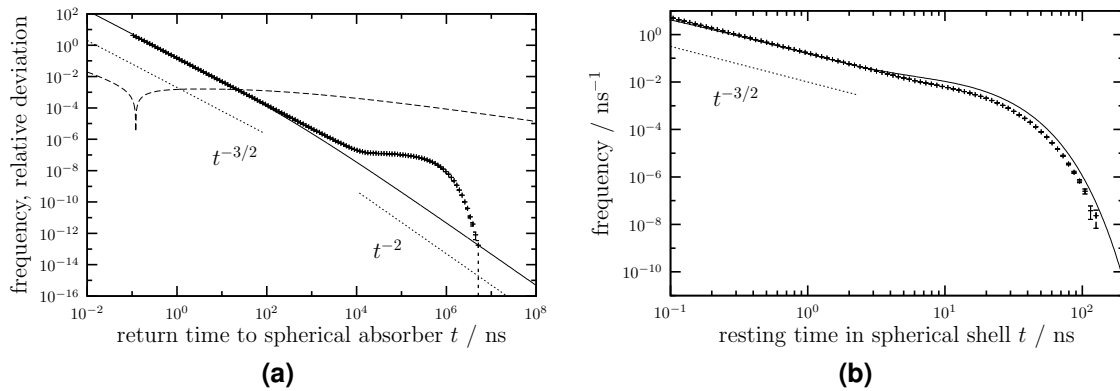 frequency, relative deviation
10^0
10^−2
10^−4
10^−6
10^−8
10^−10
10^−12
10^−14
10^−16
t^−3/2
t^−2
10^−2
10^0
10^2
10^4
10^6
10^8
return time to spherical absorber t / ns
(a)
frequency / ns^−1
10^0
10^−2
10^−4
10^−6
10^−8
10^−10
t^−3/2
10^−1
10^0
10^1
10^2
resting time in spherical shell t / ns
(b)